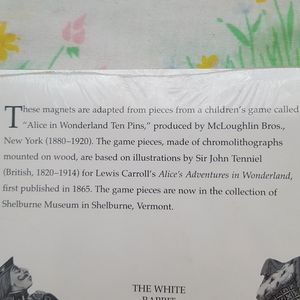 These magnets are adapted from pieces from a children's game called
"Alice in Wonderland Ten Pins," produced by McLoughlin Bros.,
New York (1880–1920). The game pieces, made of chromolithographs
mounted on wood, are based on illustrations by Sir John Tenniel
(British, 1820–1914) for Lewis Carroll's Alice's Adventures in Wonderland,
first published in 1865. The game pieces are now in the collection of
Shelburne Museum in Shelburne, Vermont.
THE WHITE
RABBIT